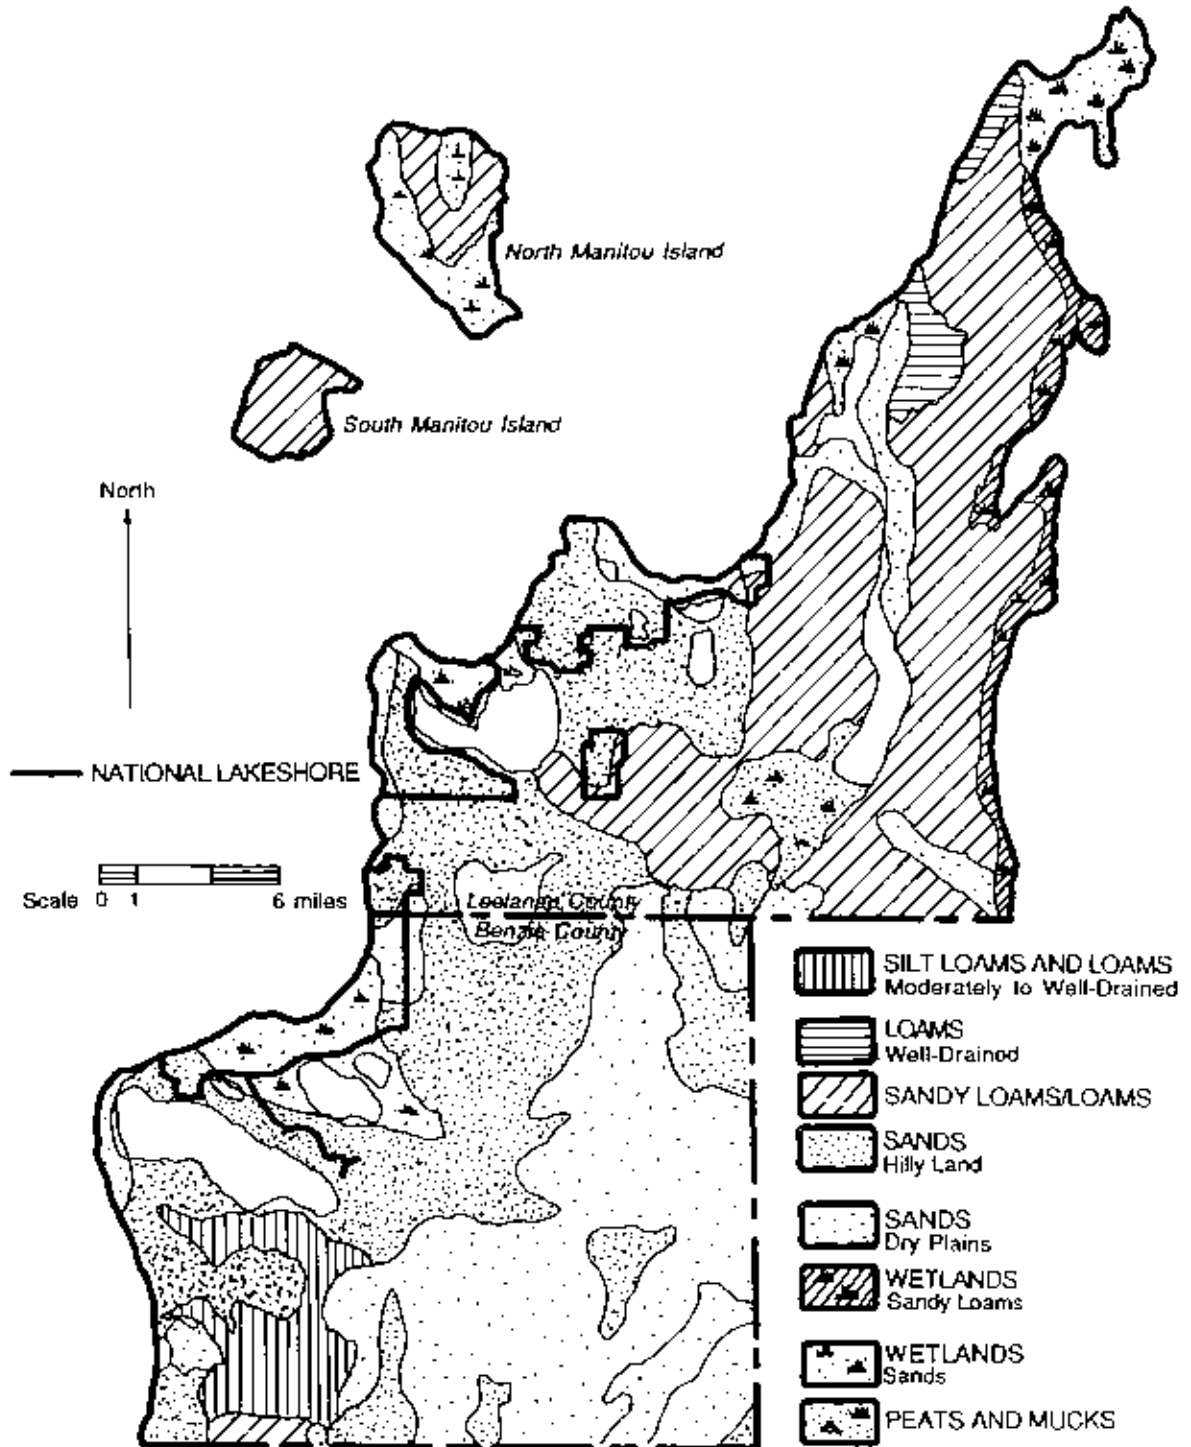 North Manitou Island
South Manitou Island
North
NATIONAL LAKESHORE
Scale 0 1 6 miles
Leelanau County
Benzie County
SILT LOAMS AND LOAMS
Moderately to Well-Drained
LOAMS
Well-Drained
SANDY LOAMS/LOAMS
SANDS
Hilly Land
SANDS
Dry Plains
WETLANDS
Sandy Loams
WETLANDS
Sands
PEATS AND MUCKS